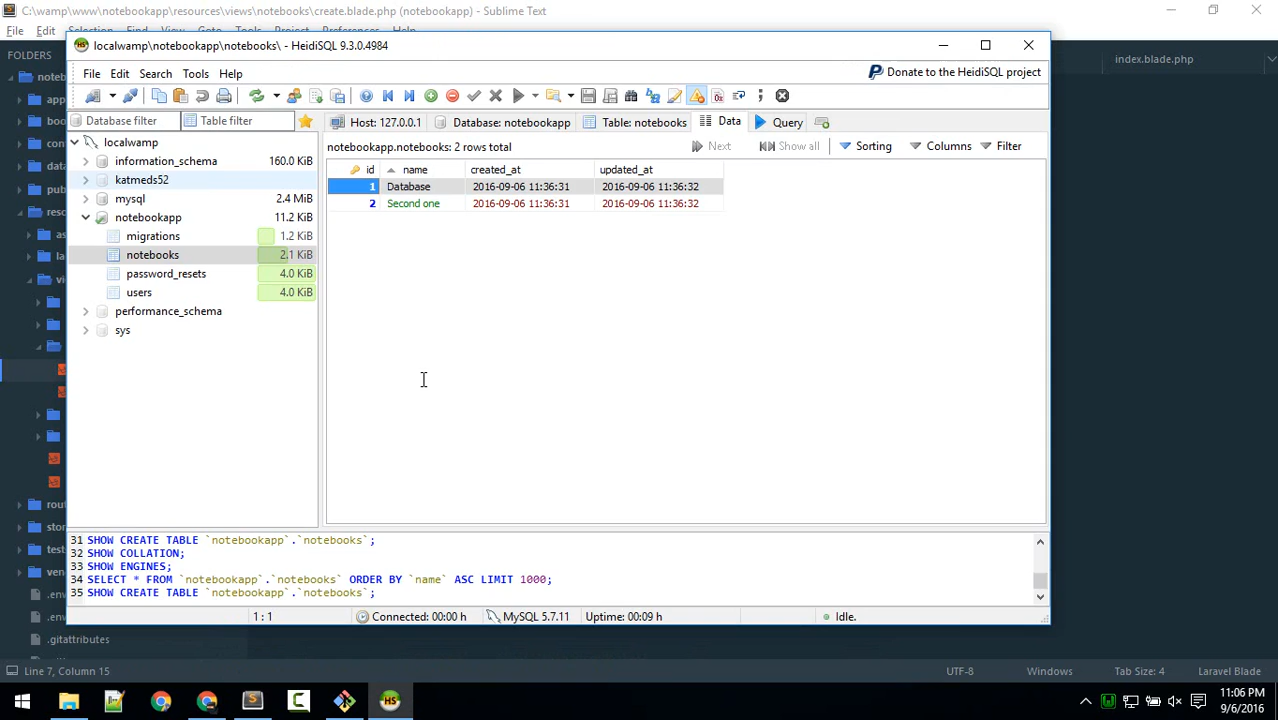 C:\wamp\www\notebookapp\resources\views\notebooks\create.blade.php (notebookapp) - Sublime Text
localwamp\notebookapp\notebooks\ - HeidiSQL 9.3.0.4984
File Edit Search Tools Help
Donate to the HeidiSQL project
FOLDERS
index.blade.php
Database filter
Table filter
Host: 127.0.0.1
Database: notebookapp
Table: notebooks
Data
Query
localwamp
information_schema 160.0 KiB
katmeds52
mysql 2.4 MiB
notebookapp 11.2 KiB
migrations 1.2 KiB
notebooks 2.1 KiB
password_resets 4.0 KiB
users 4.0 KiB
performance_schema
sys
notebookapp.notebooks: 2 rows total
Next
Show all
Sorting
Columns
Filter
id name created_at updated_at
1 Database 2016-09-06 11:36:31 2016-09-06 11:36:32
2 Second one 2016-09-06 11:36:31 2016-09-06 11:36:32
31 SHOW CREATE TABLE `notebookapp`.`notebooks`;
32 SHOW COLLATION;
33 SHOW ENGINES;
34 SELECT * FROM `notebookapp`.`notebooks` ORDER BY `name` ASC LIMIT 1000;
35 SHOW CREATE TABLE `notebookapp`.`notebooks`;
1 : 1
Connected: 00:00 h
MySQL 5.7.11
Uptime: 00:09 h
Idle.
.gitattributes
Line 7, Column 15
UTF-8
Windows
Tab Size: 4
Laravel Blade
11:06 PM
9/6/2016